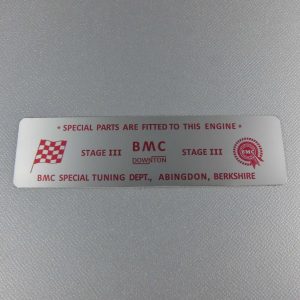 * SPECIAL PARTS ARE FITTED TO THIS ENGINE *
STAGE III BMC STAGE III
DOWNTON
BMC
BMC SPECIAL TUNING DEPT., ABINGDON, BERKSHIRE